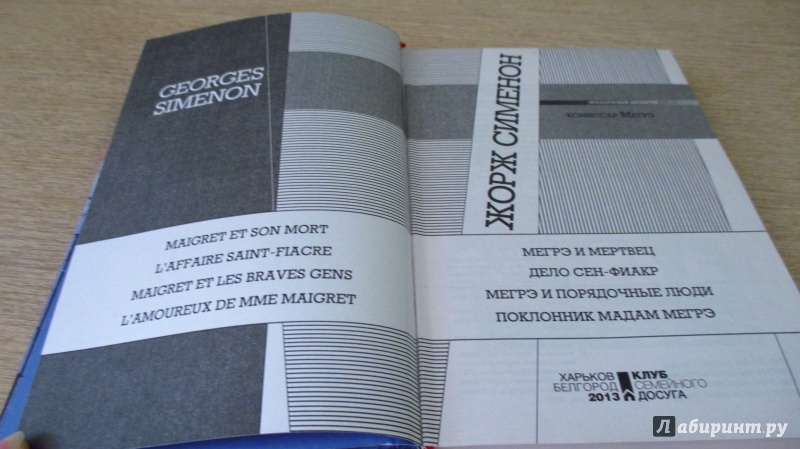 GEORGES
SIMENON
MAIGRET ET SON MORT
L'AFFAIRE SAINT-FIACRE
MAIGRET ET LES BRAVES GENS
L'AMOUREUX DE MME MAIGRET
ЖОРЖ СИМЕНОН
КОМИССАР МЕГРЭ
МЕГРЭ И МЕРТВЕЦ
ДЕЛО СЕН-ФИАКР
МЕГРЭ И ПОРЯДОЧНЫЕ ЛЮДИ
ПОКЛОННИК МАДАМ МЕГРЭ
ХАРЬКОВ КЛУБ
БЕЛГОРОД СЕМЕЙНОГО
2013 ДОСУГА
Лабиринт.ру